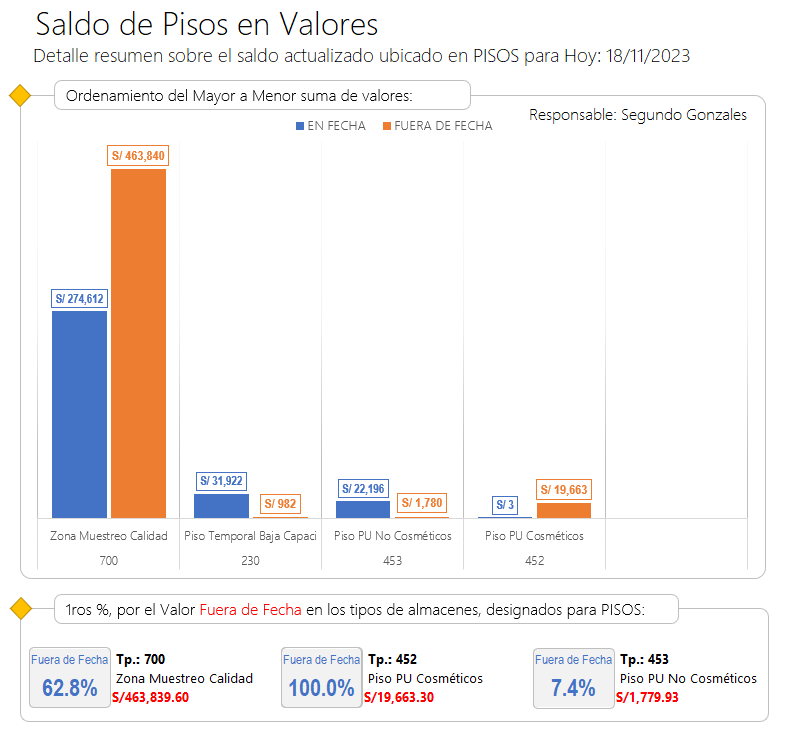 Saldo de Pisos en Valores
Detalle resumen sobre el saldo actualizado ubicado en PISOS para Hoy: 18/11/2023
Ordenamiento del Mayor a Menor suma de valores:
Responsable: Segundo Gonzales
EN FECHA FUERA DE FECHA
S/ 463,840
S/ 274,612
S/ 31,922
S/ 982
S/ 22,196
S/ 1,780
S/ 3
S/ 19,663
Zona Muestreo Calidad Piso Temporal Baja Capaci Piso PU No Cosméticos Piso PU Cosméticos
700 230 453 452
1ros %, por el Valor Fuera de Fecha en los tipos de almacenes, designados para PISOS:
Fuera de Fecha
62.8%
Tp.: 700
Zona Muestreo Calidad
S/463,839.60
Fuera de Fecha
100.0%
Tp.: 452
Piso PU Cosméticos
S/19,663.30
Fuera de Fecha
7.4%
Tp.: 453
Piso PU No Cosméticos
S/1,779.93